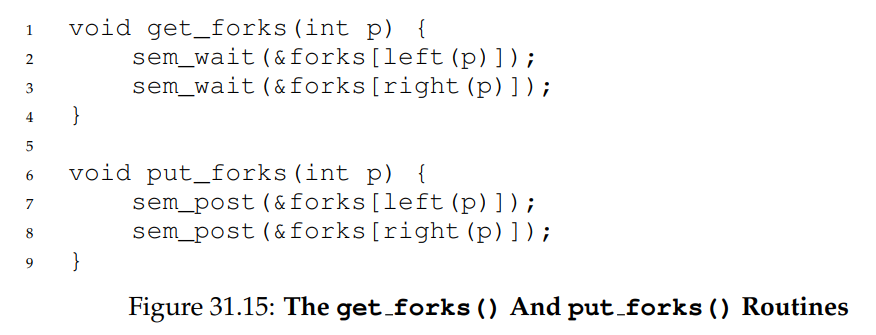 1 void get_forks(int p) {
2 sem_wait(&forks[left(p)]);
3 sem_wait(&forks[right(p)]);
4 }
5
6 void put_forks(int p) {
7 sem_post(&forks[left(p)]);
8 sem_post(&forks[right(p)]);
9 }
Figure 31.15: The get_forks() And put_forks() Routines